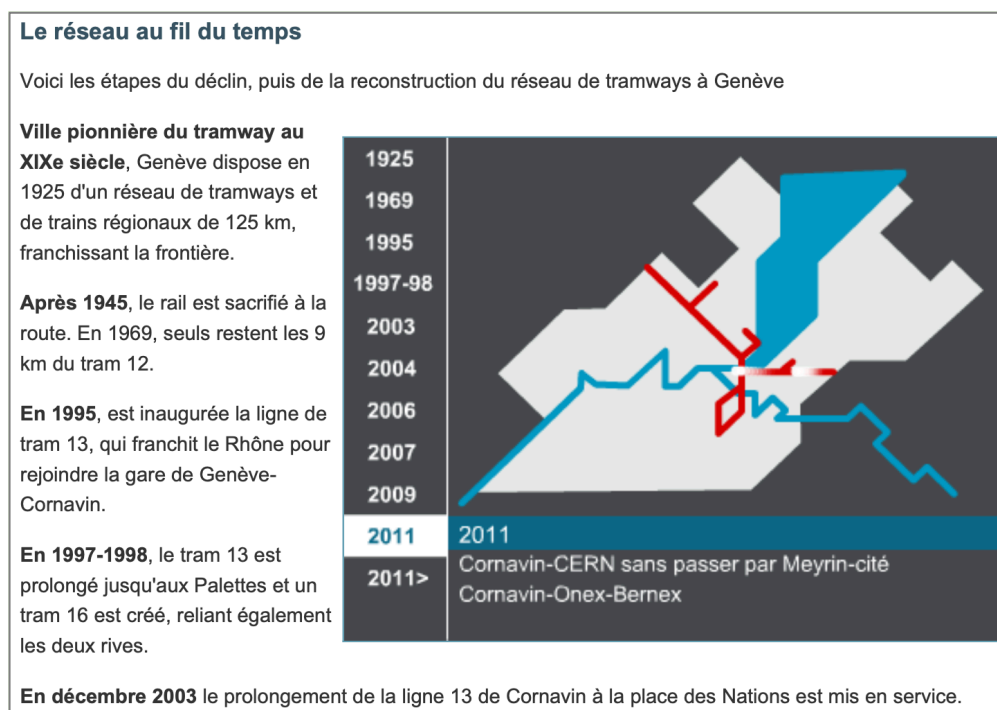 Le réseau au fil du temps
Voici les étapes du déclin, puis de la reconstruction du réseau de tramways à Genève
Ville pionnière du tramway au
XIXe siècle, Genève dispose en
1925 d'un réseau de tramways et
de trains régionaux de 125 km,
franchissant la frontière.
Après 1945, le rail est sacrifié à la
route. En 1969, seuls restent les 9
km du tram 12.
En 1995, est inaugurée la ligne de
tram 13, qui franchit le Rhône pour
rejoindre la gare de Genève-
Cornavin.
En 1997-1998, le tram 13 est
prolongé jusqu'aux Palettes et un
tram 16 est créé, reliant également
les deux rives.
1925
1969
1995
1997-98
2003
2004
2006
2007
2009
2011
2011>
2011
Cornavin-CERN sans passer par Meyrin-cité
Cornavin-Onex-Bernex
En décembre 2003 le prolongement de la ligne 13 de Cornavin à la place des Nations est mis en service.